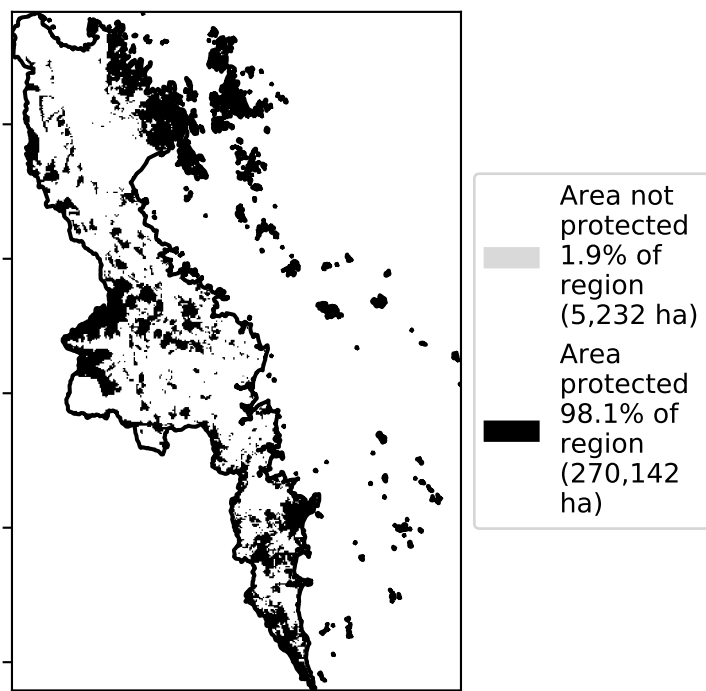 Area not
protected
1.9% of
region
(5,232 ha)
Area
protected
98.1% of
region
(270,142
ha)